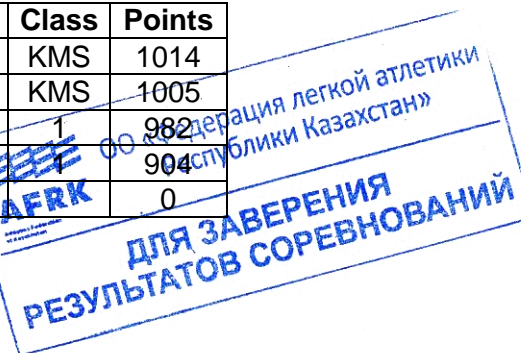 Class Points
KMS 1014
KMS 1005
1 982
1 904
0
ОО «Федерация легкой атлетики
Республики Казахстан»
AFRK
ДЛЯ ЗАВЕРЕНИЯ
РЕЗУЛЬТАТОВ СОРЕВНОВАНИЙ